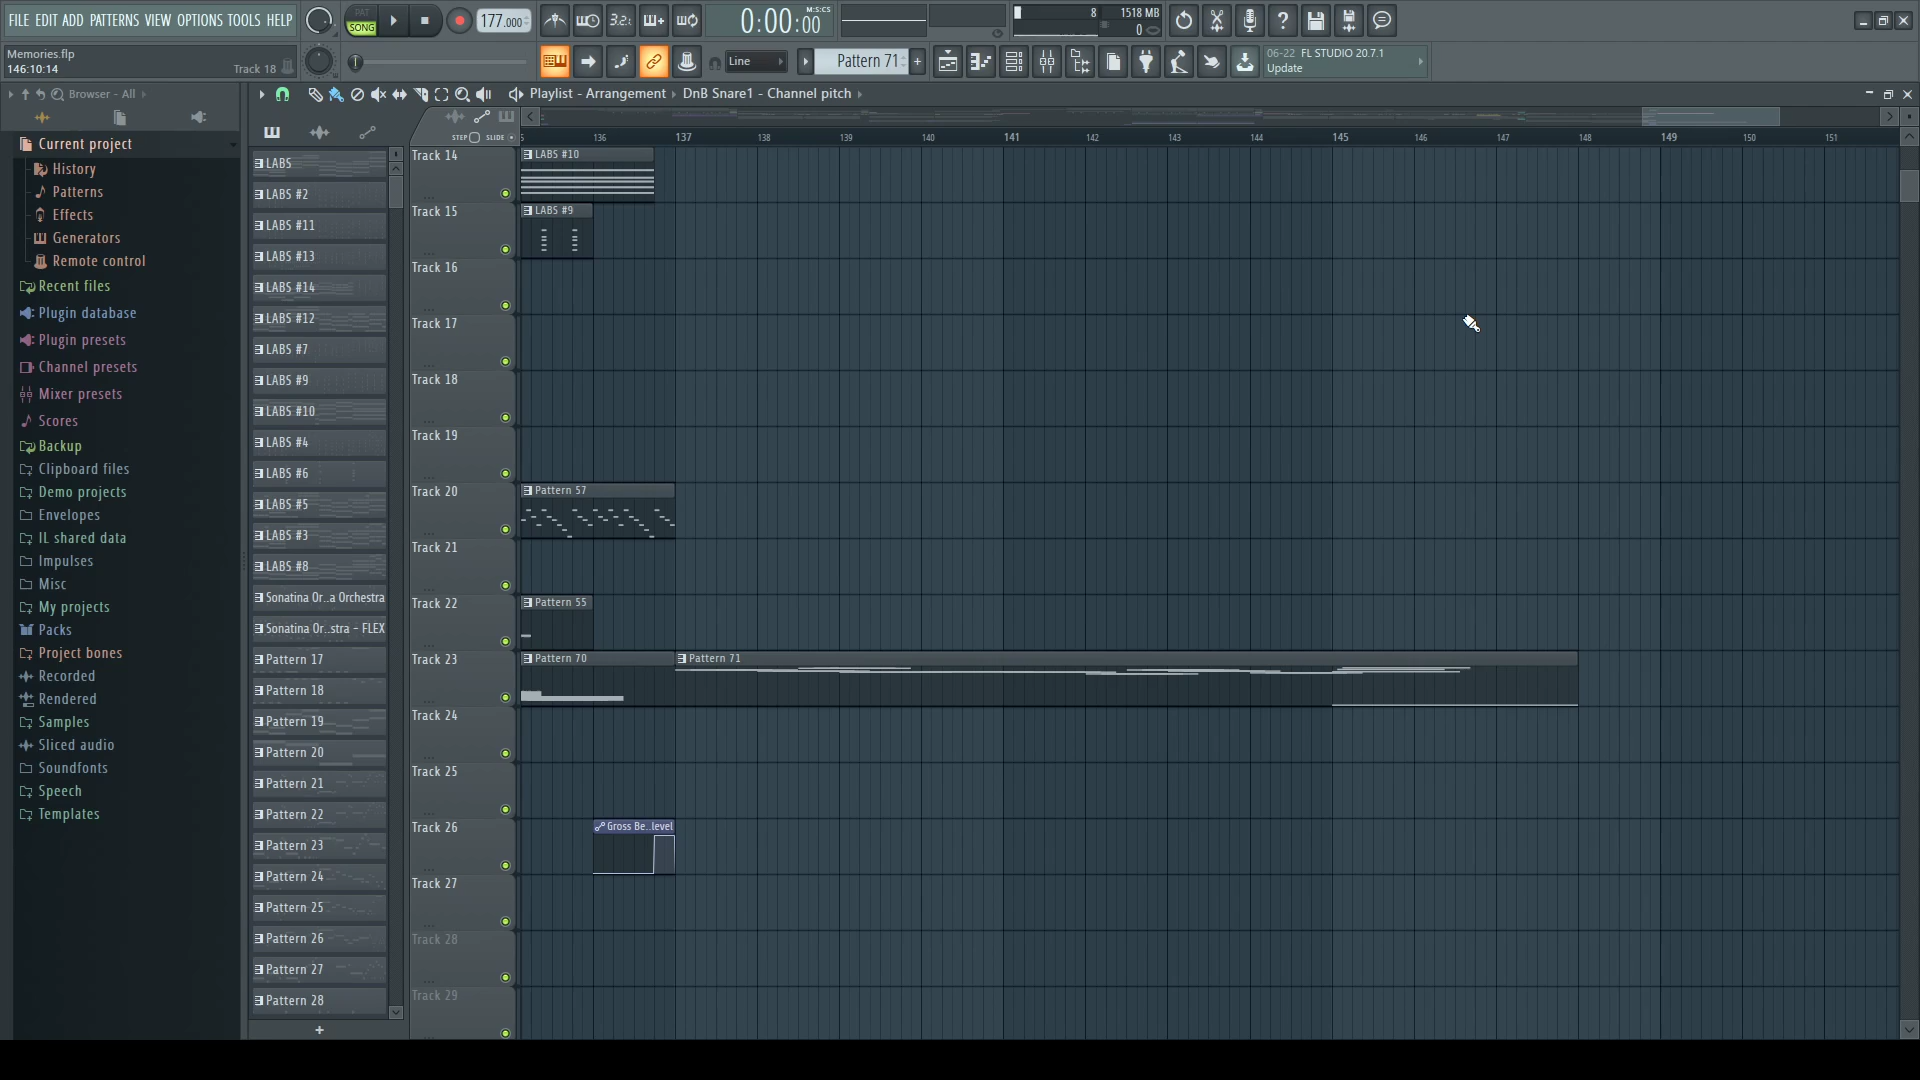 FILE EDIT ADD PATTERNS VIEW OPTIONS TOOLS HELP
PAT
SONG
177.000
3.2.
0:00:00
M:S:CS
8
1518 MB
0
Memories.flp
146:10:14
Track 18
Line
Pattern 71
06-22 FL STUDIO 20.7.1
Update
Browser - All
Playlist - Arrangement
DnB Snare1 - Channel pitch
Current project
History
Patterns
Effects
Generators
Remote control
Recent files
Plugin database
Plugin presets
Channel presets
Mixer presets
Scores
Backup
Clipboard files
Demo projects
Envelopes
IL shared data
Impulses
Misc
My projects
Packs
Project bones
Recorded
Rendered
Samples
Sliced audio
Soundfonts
Speech
Templates
LABS
LABS #2
LABS #11
LABS #13
LABS #14
LABS #12
LABS #7
LABS #9
LABS #10
LABS #4
LABS #6
LABS #5
LABS #3
LABS #8
Sonatina Or..a Orchestra
Sonatina Or..stra - FLEX
Pattern 17
Pattern 18
Pattern 19
Pattern 20
Pattern 21
Pattern 22
Pattern 23
Pattern 24
Pattern 25
Pattern 26
Pattern 27
Pattern 28
+
STEP SLIDE
5 136 137 138 139 140 141 142 143 144 145 146 147 148 149 150 151
Track 14
LABS #10
Track 15
LABS #9
Track 16
Track 17
Track 18
Track 19
Track 20
Pattern 57
Track 21
Track 22
Pattern 55
Track 23
Pattern 70
Pattern 71
Track 24
Track 25
Track 26
Gross Be..level
Track 27
Track 28
Track 29